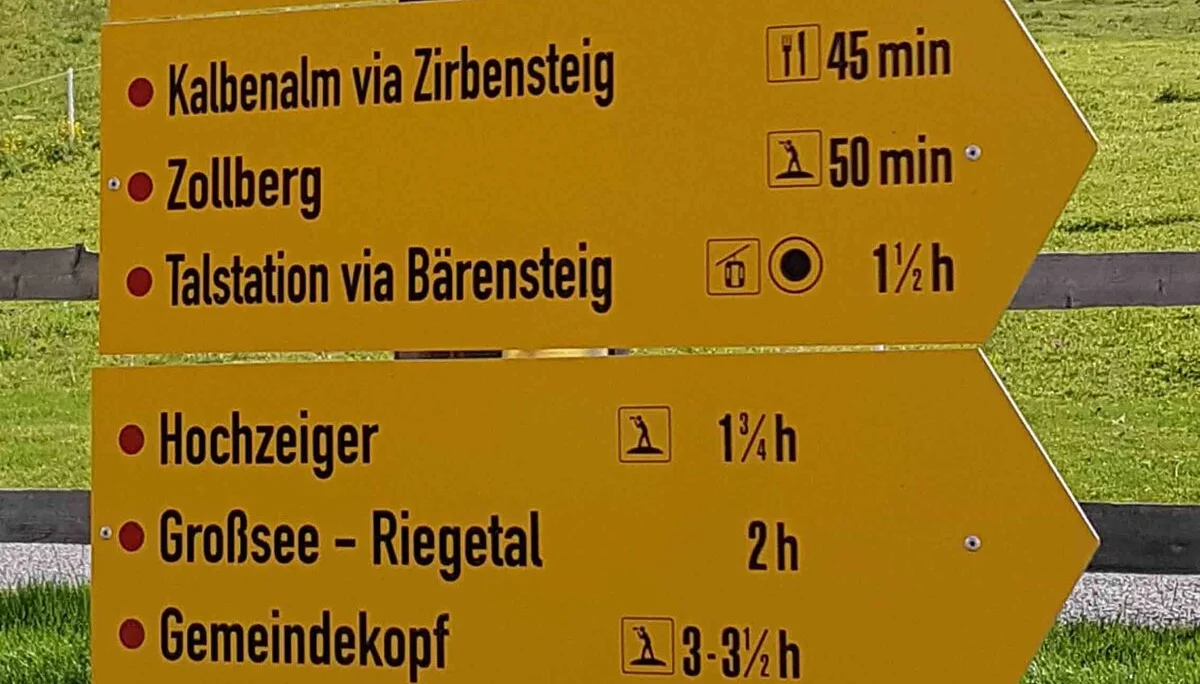 Kalbenalm via Zirbensteig 45 min
Zollberg 50 min
Talstation via Bärensteig 1½ h
Hochzeiger 1¾ h
Großsee – Riegetal 2 h
Gemeindekopf 3-3½ h